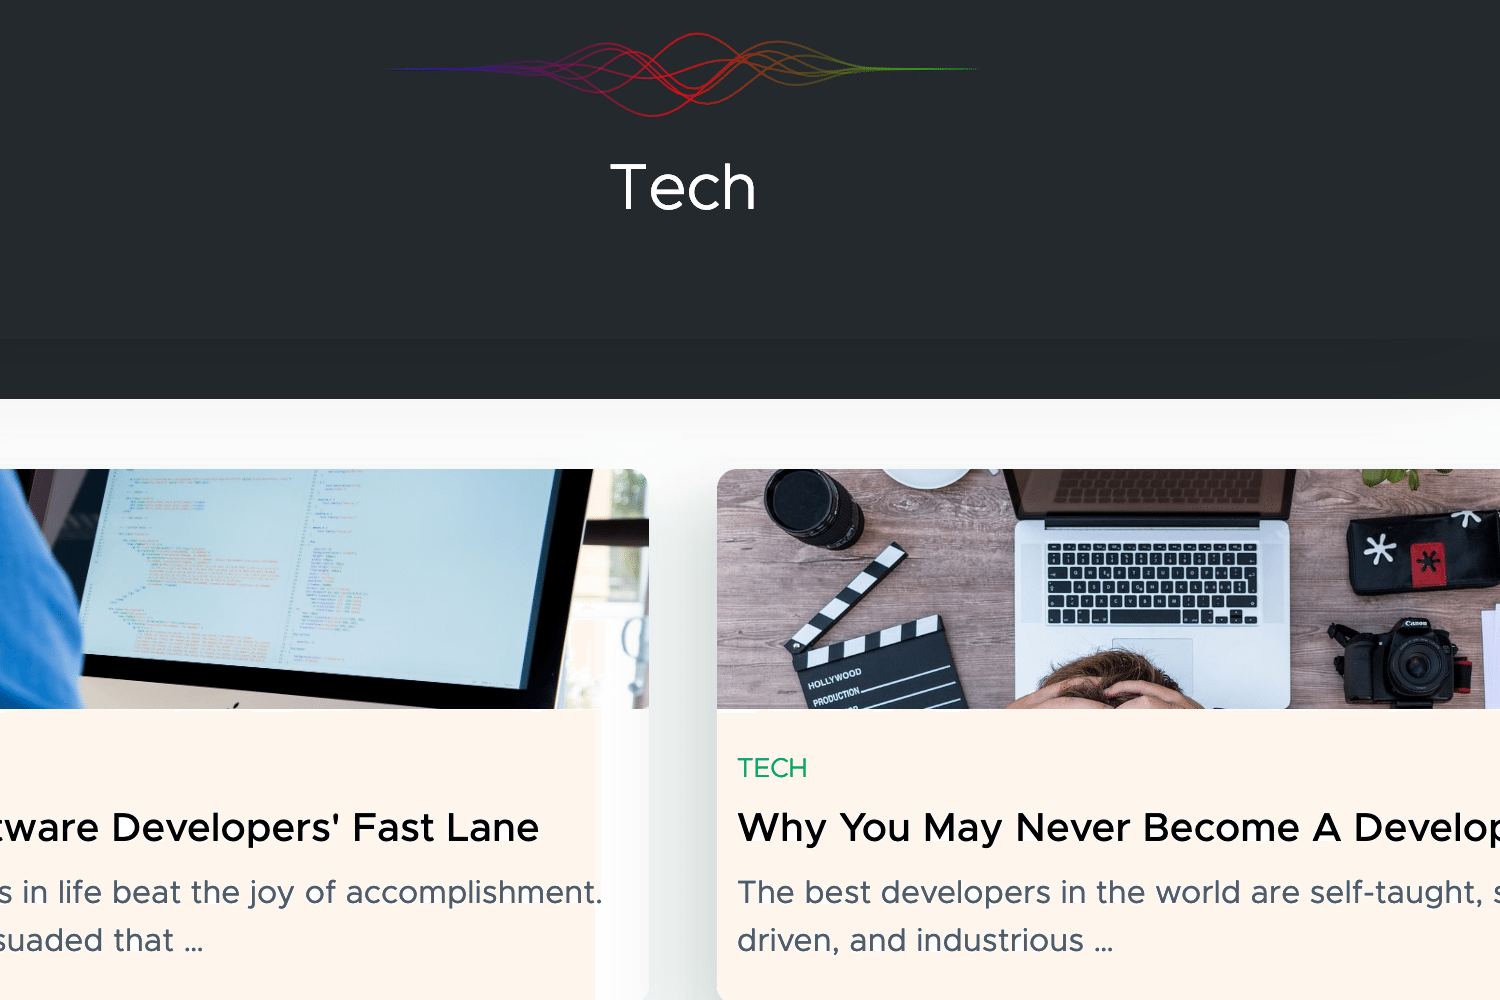 Tech
tware Developers' Fast Lane
s in life beat the joy of accomplishment.
suaded that ...
HOLLYWOOD
PRODUCTION
Canon
TECH
Why You May Never Become A Develop
The best developers in the world are self-taught, s
driven, and industrious ...